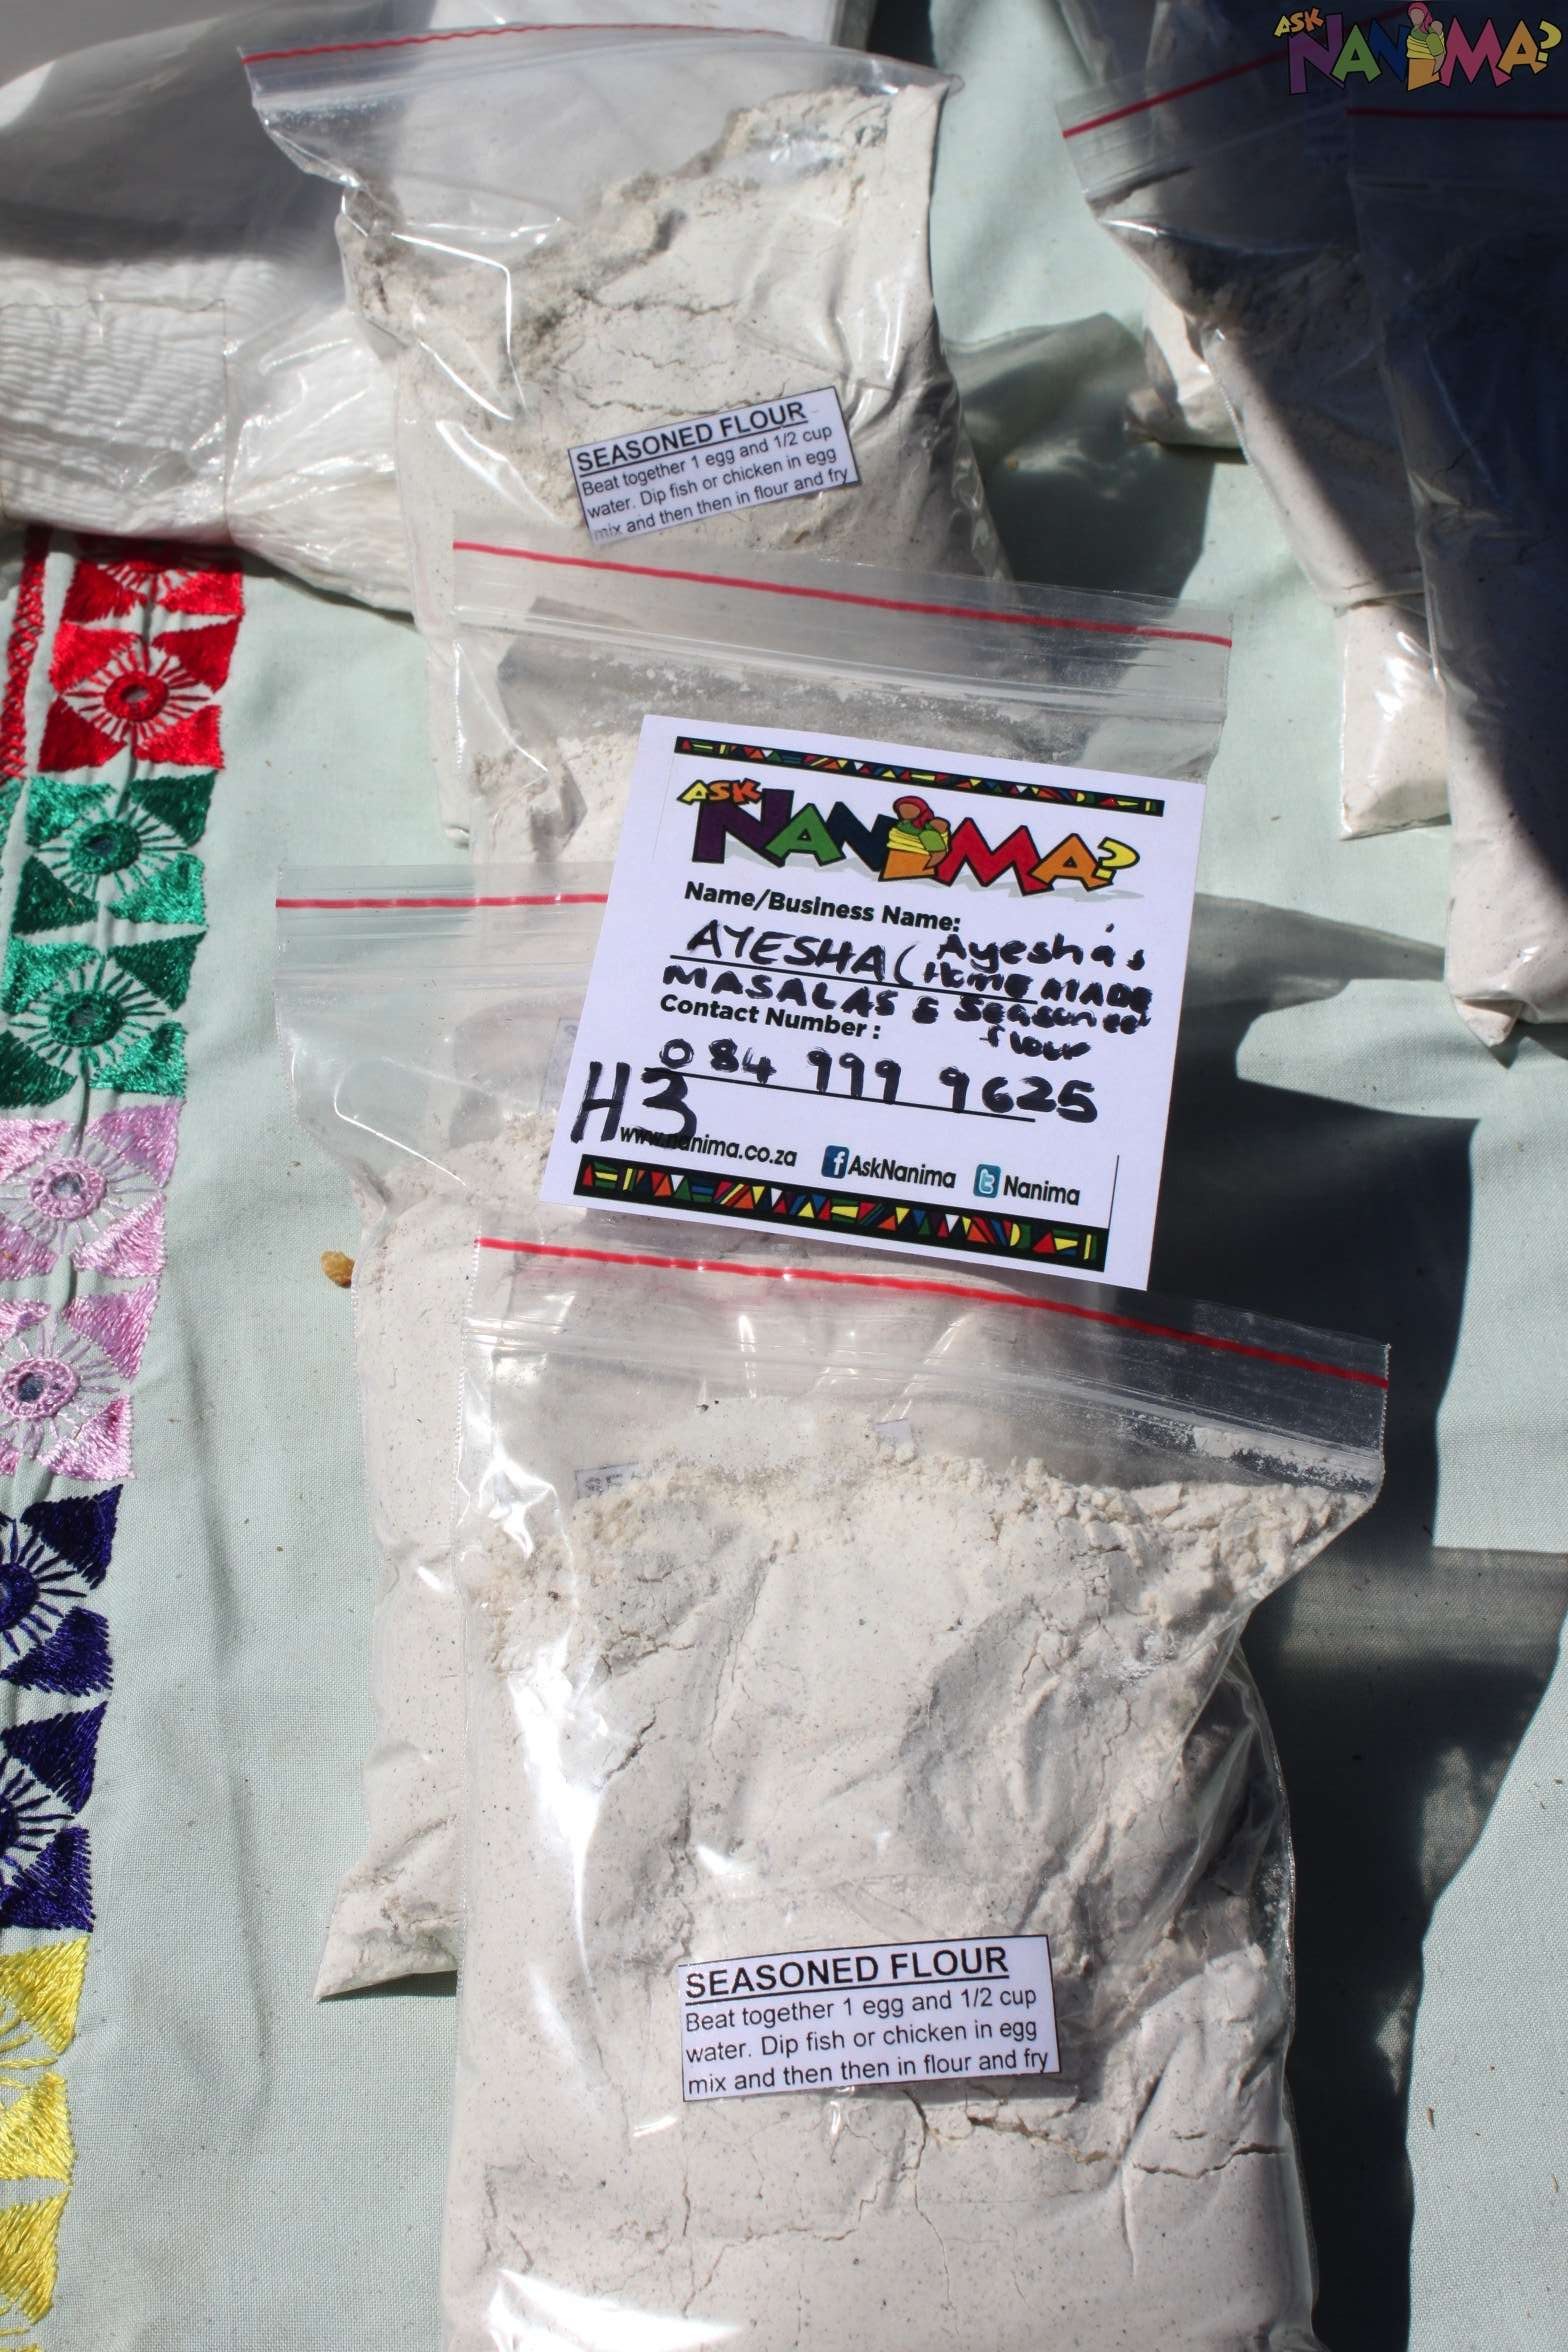 ASK NANIMA?
SEASONED FLOUR
Beat together 1 egg and 1/2 cup
water. Dip fish or chicken in egg
mix and then then in flour and fry
ASK NANIMA?
Name/Business Name:
AYESHA (Ayesha's
HOME MADE
MASALAS & Seasoned
flour
Contact Number :
084 999 9625
H3
www.nanima.co.za AskNanima Nanima
SE
SEASONED FLOUR
Beat together 1 egg and 1/2 cup
water. Dip fish or chicken in egg
mix and then then in flour and fry